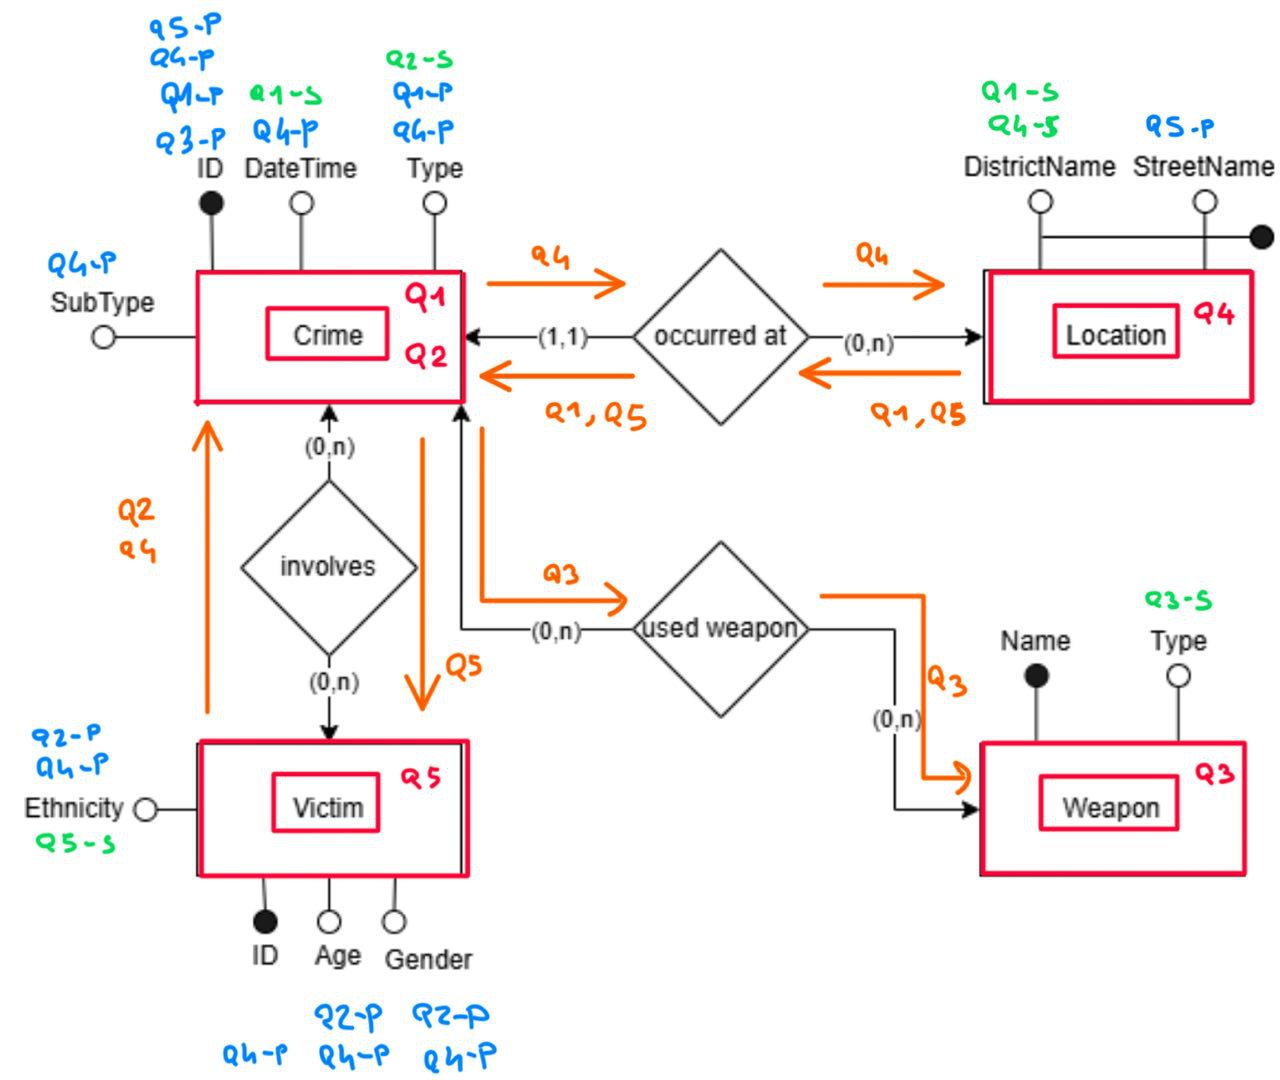 Q5-P
Q4-P
Q1-P
Q3-P
ID
Q1-S
Q4-P
DateTime
Q2-S
Q1-P
Q4-P
Type
Q1-S
Q4-S
DistrictName
Q5-P
StreetName
Q4-P
SubType
Crime
Q1
Q2
Q4
(1,1)
Q1, Q5
occurred at
Q4
(0,n)
Q1, Q5
Location
Q4
(0,n)
Q2
Q4
involves
(0,n)
Q5
Q3
(0,n)
used weapon
Q3
(0,n)
Name
Q3-S
Type
Weapon
Q3
Q2-P
Q4-P
Ethnicity
Q5-S
Victim
Q5
ID
Age
Gender
Q4-P
Q2-P
Q4-P
Q2-P
Q4-P